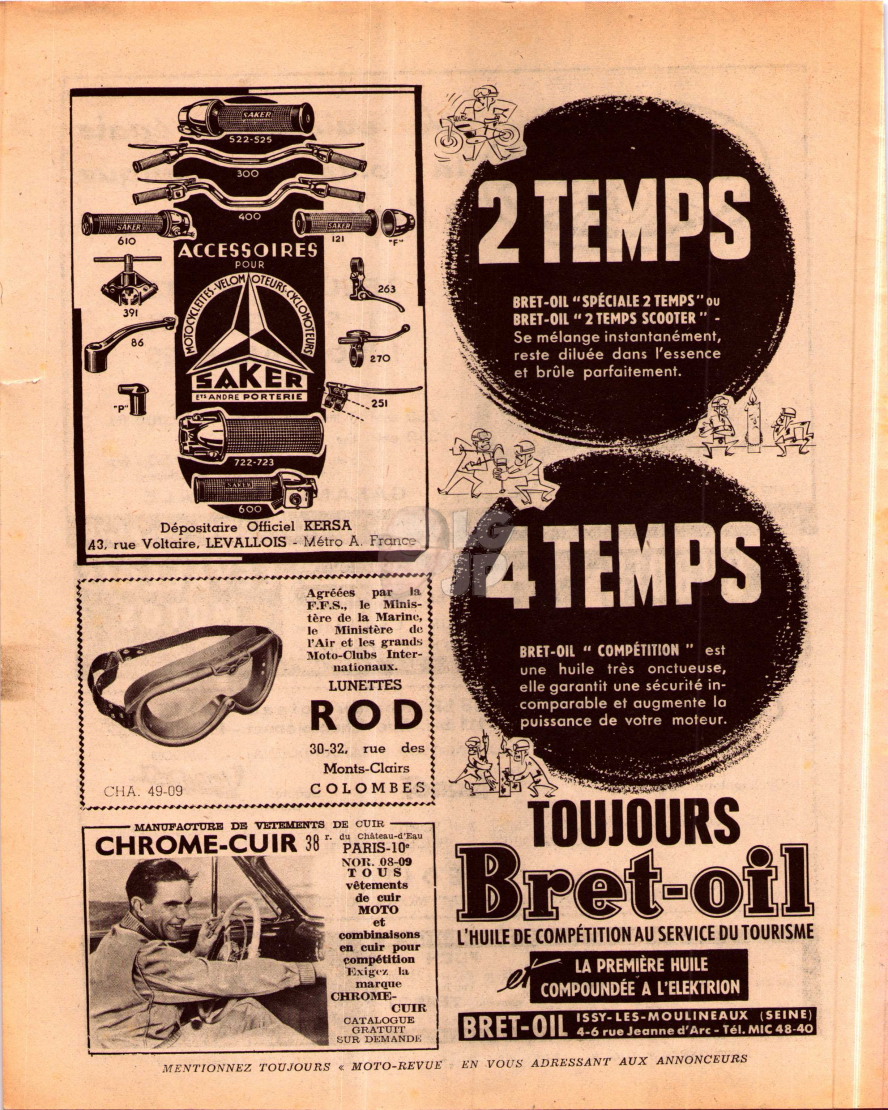 SAKER
522-525
300
400
SAKER
610
SAKER
121
"F"
ACCESSOIRES
POUR
MOTOCYCLETTES-VELOMOTEURS-CYCLOMOTEURS
391
263
86
270
SAKER
ETS ANDRE PORTERIE
"P"
251
722-723
SAKER
600
Dépositaire Officiel KERSA
43, rue Voltaire, LEVALLOIS - Métro A. France
Agréées par la
F.F.S., le Minis-
tère de la Marine,
le Ministère de
l'Air et les grands
Moto-Clubs Inter-
nationaux.
LUNETTES
ROD
30-32, rue des
Monts-Clairs
COLOMBES
CHA. 49-09
MANUFACTURE DE VETEMENTS DE CUIR
CHROME-CUIR 38 r. du Château-d'Eau
PARIS-10e
NOR. 08-09
TOUS
vêtements
de cuir
MOTO
et
combinaisons
en cuir pour
compétition
Exigez la
marque
CHROME-
CUIR
CATALOGUE
GRATUIT
SUR DEMANDE
2 TEMPS
BRET-OIL "SPÉCIALE 2 TEMPS" ou
BRET-OIL "2 TEMPS SCOOTER" -
Se mélange instantanément,
reste diluée dans l'essence
et brûle parfaitement.
4 TEMPS
BRET-OIL " COMPÉTITION " est
une huile très onctueuse,
elle garantit une sécurité in-
comparable et augmente la
puissance de votre moteur.
TOUJOURS
Bret-oil
L'HUILE DE COMPÉTITION AU SERVICE DU TOURISME
et LA PREMIÈRE HUILE
COMPOUNDÉE A L'ELEKTRION
BRET-OIL ISSY-LES-MOULINEAUX (SEINE)
4-6 rue Jeanne d'Arc - Tél. MIC 48-40
MENTIONNEZ TOUJOURS « MOTO-REVUE » EN VOUS ADRESSANT AUX ANNONCEURS